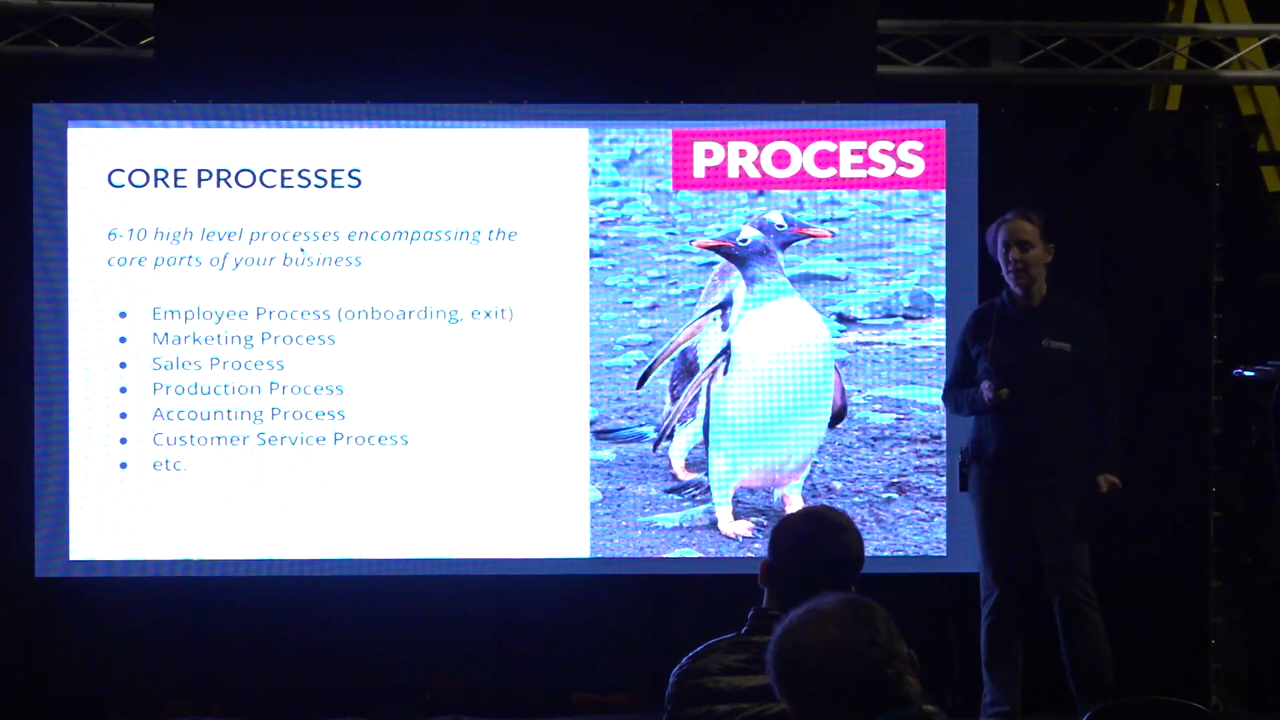 PROCESS
CORE PROCESSES
6-10 high level processes encompassing the
core parts of your business
• Employee Process (onboarding, exit)
• Marketing Process
• Sales Process
• Production Process
• Accounting Process
• Customer Service Process
• etc.